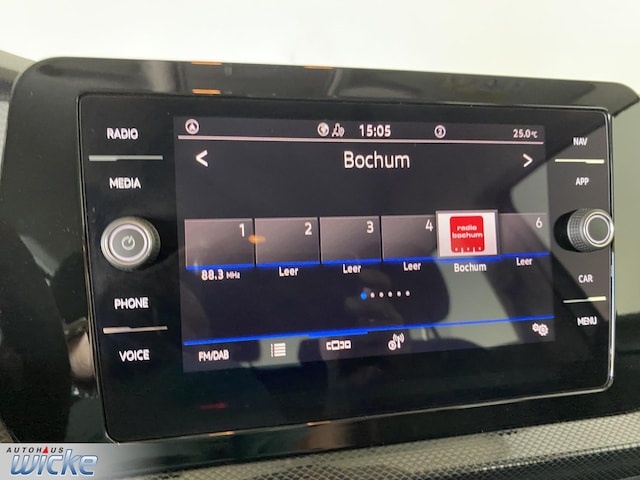 RADIO
MEDIA
PHONE
VOICE
15:05
25.0°C
< Bochum >
1 2 3 4 6
radio
bochum
88.3 MHz Leer Leer Leer Bochum Leer
FM/DAB
NAV
APP
CAR
MENU
AUTOHAUS
WICKE